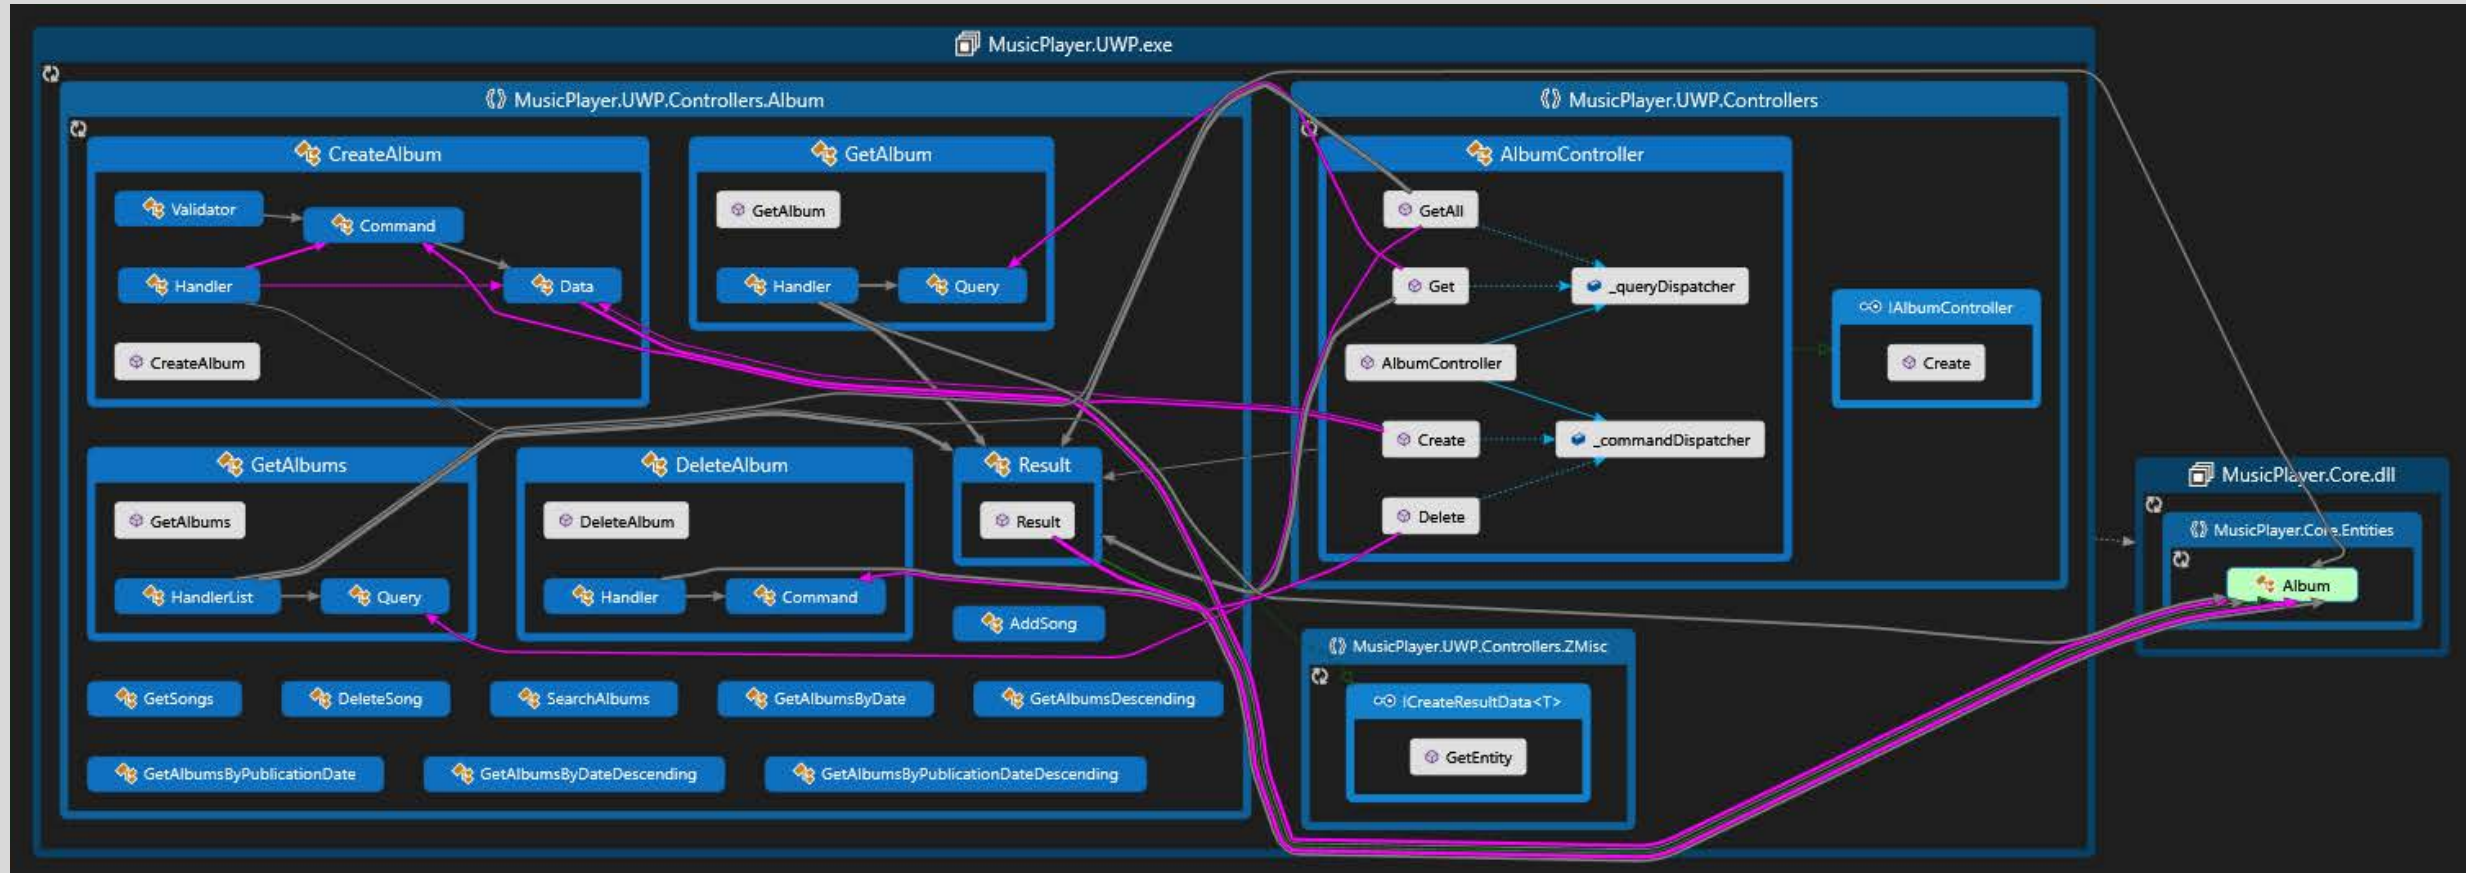 MusicPlayer.UWP.exe
MusicPlayer.UWP.Controllers.Album
CreateAlbum
Validator
Command
Handler
Data
CreateAlbum
GetAlbum
GetAlbum
Handler
Query
GetAlbums
GetAlbums
HandlerList
Query
DeleteAlbum
DeleteAlbum
Handler
Command
Result
Result
AddSong
GetSongs
DeleteSong
SearchAlbums
GetAlbumsByDate
GetAlbumsDescending
GetAlbumsByPublicationDate
GetAlbumsByDateDescending
GetAlbumsByPublicationDateDescending
MusicPlayer.UWP.Controllers
AlbumController
GetAll
Get
_queryDispatcher
AlbumController
Create
_commandDispatcher
Delete
IAlbumController
Create
MusicPlayer.UWP.Controllers.ZMisc
ICreateResultData<T>
GetEntity
MusicPlayer.Core.dll
MusicPlayer.Core.Entities
Album